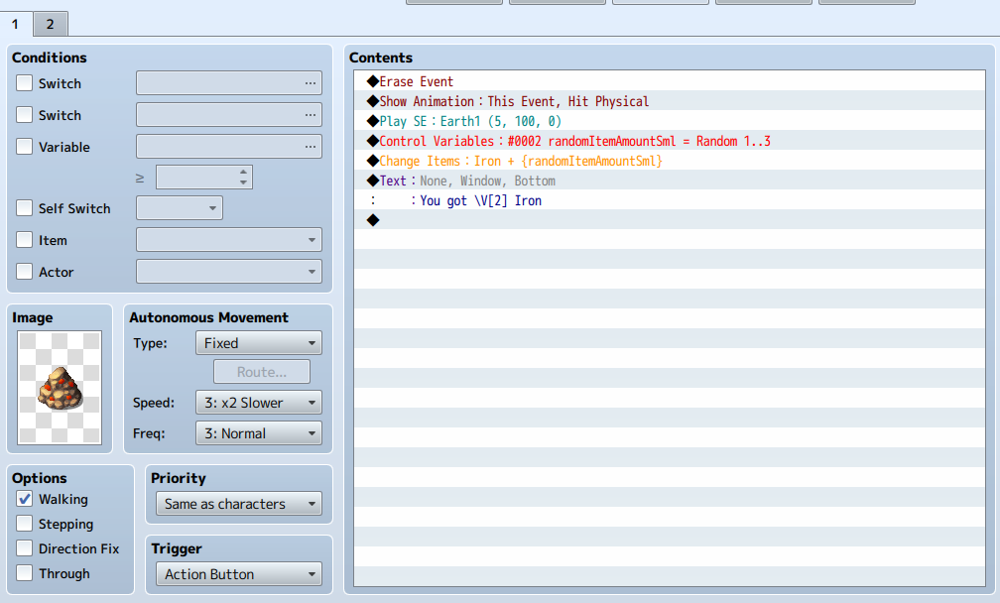 1 2
Conditions
Switch ...
Switch ...
Variable ...
≥
Self Switch
Item
Actor
Image
Autonomous Movement
Type: Fixed
Route...
Speed: 3: x2 Slower
Freq: 3: Normal
Options
Walking
Stepping
Direction Fix
Through
Priority
Same as characters
Trigger
Action Button
Contents
◆Erase Event
◆Show Animation : This Event, Hit Physical
◆Play SE : Earth1 (5, 100, 0)
◆Control Variables : #0002 randomItemAmountSml = Random 1..3
◆Change Items : Iron + {randomItemAmountSml}
◆Text : None, Window, Bottom
: : You got \V[2] Iron
◆